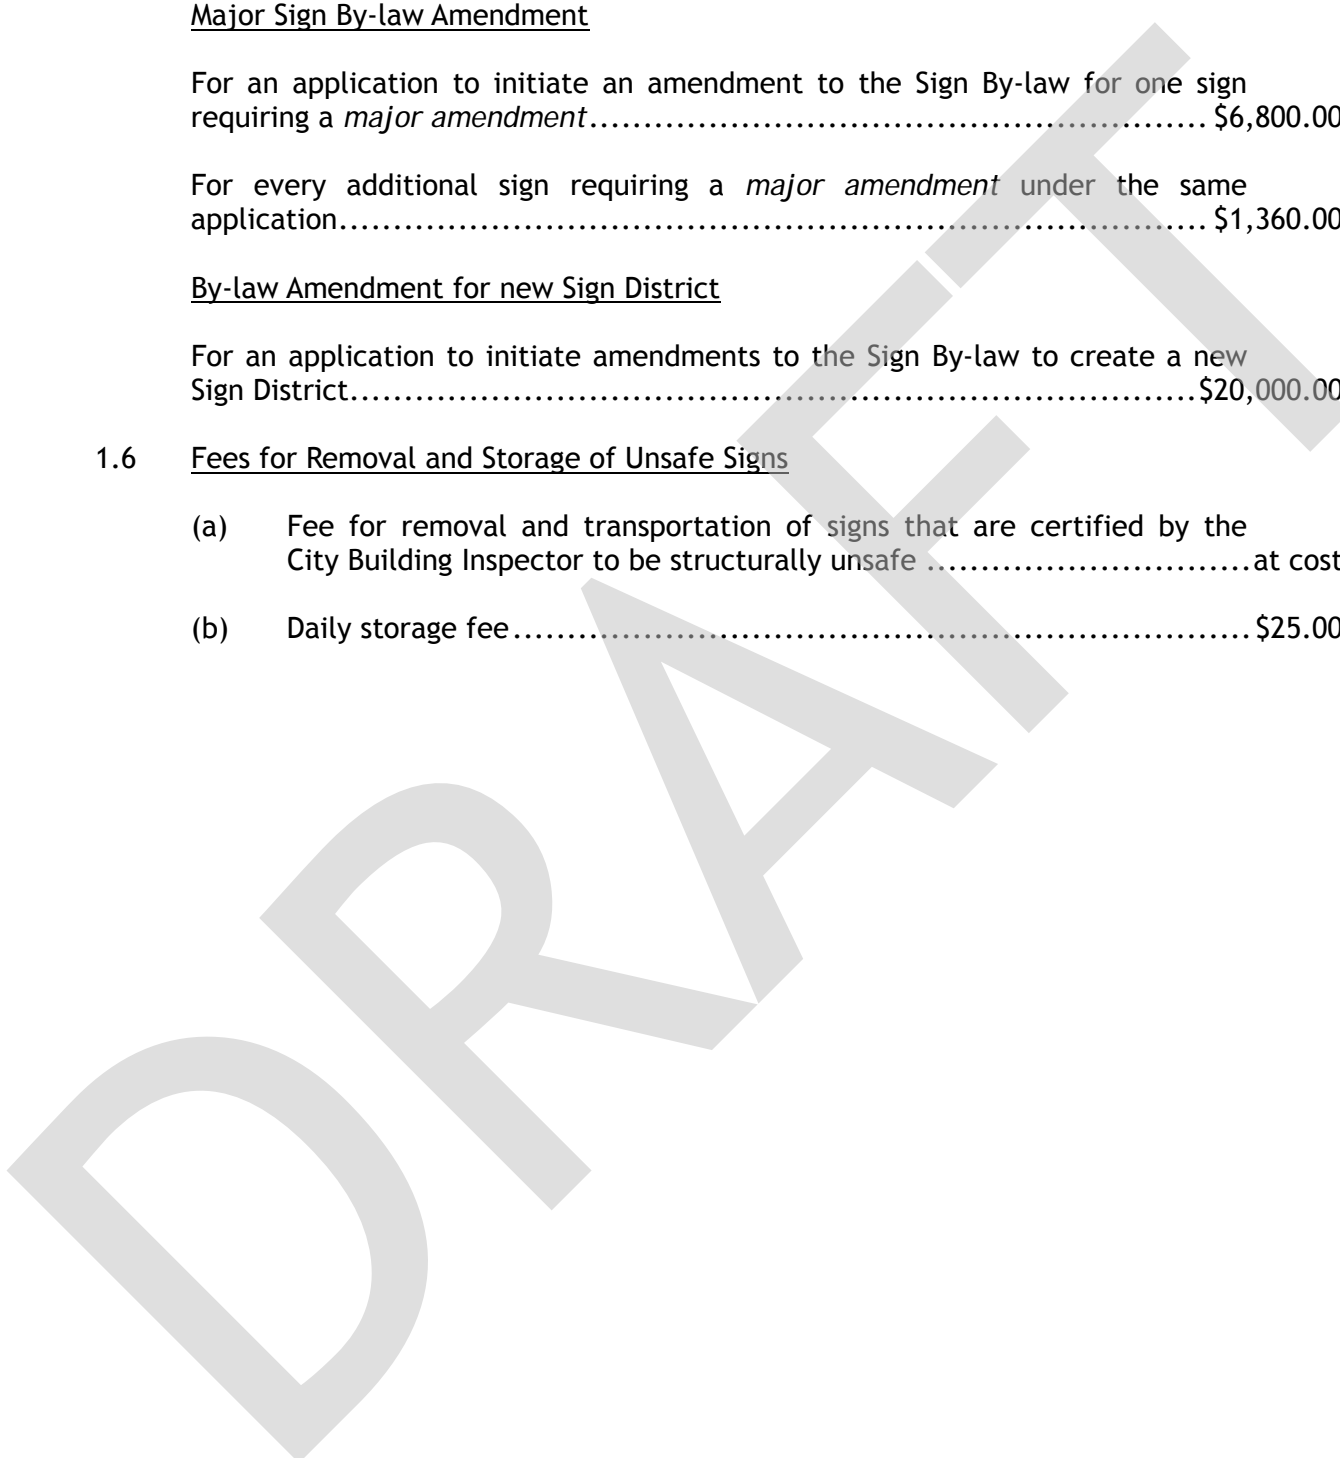 Major Sign By-law Amendment
For an application to initiate an amendment to the Sign By-law for one sign
requiring a major amendment.................................................................... $6,800.00
For every additional sign requiring a major amendment under the same
application............................................................................................... $1,360.00
By-law Amendment for new Sign District
For an application to initiate amendments to the Sign By-law to create a new
Sign District.............................................................................................$20,000.00
1.6 Fees for Removal and Storage of Unsafe Signs
(a) Fee for removal and transportation of signs that are certified by the
City Building Inspector to be structurally unsafe ..............................at cost
(b) Daily storage fee.................................................................................$25.00
DRAFT